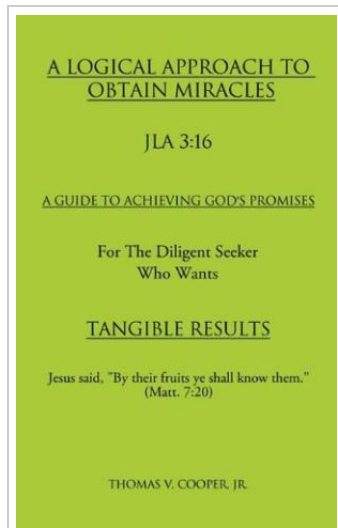 A LOGICAL APPROACH TO
OBTAIN MIRACLES
JLA 3:16
A GUIDE TO ACHIEVING GOD'S PROMISES
For The Diligent Seeker
Who Wants
TANGIBLE RESULTS
Jesus said, "By their fruits ye shall know them."
(Matt. 7:20)
THOMAS V. COOPER, JR.